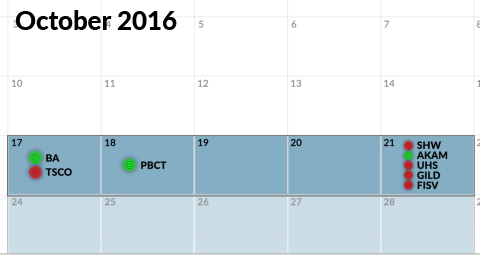 October 2016
4 5 6 7 8
10 11 12 13 14
17 18 19 20 21
BA
TSCO
PBCT
SHW
AKAM
UHS
GILD
FISV
24 25 26 27 28